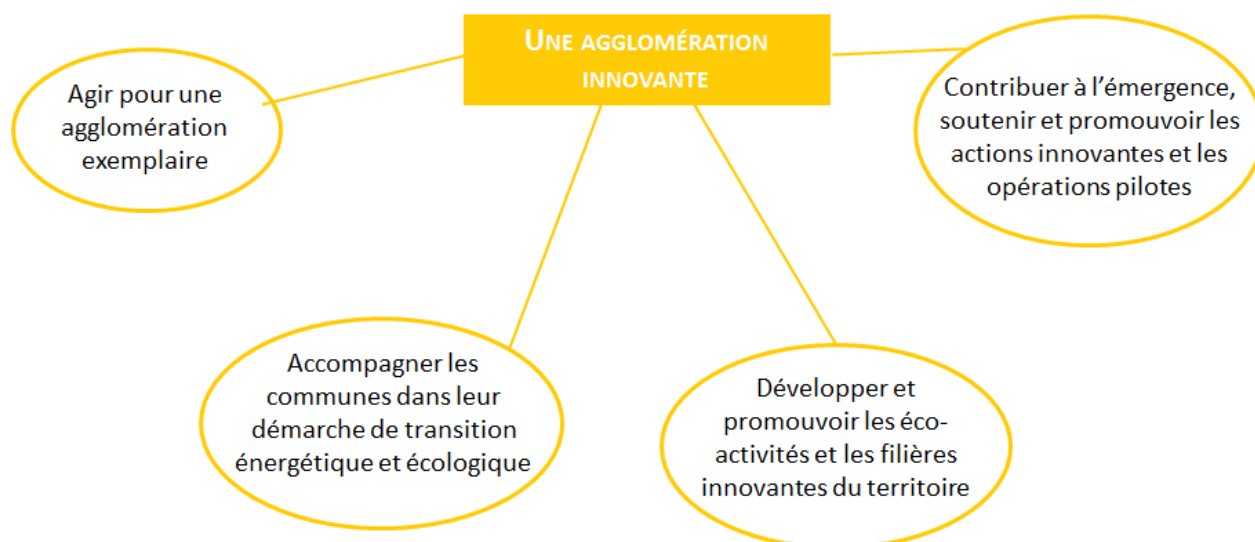 UNE AGGLOMÉRATION
INNOVANTE
Agir pour une
agglomération
exemplaire
Contribuer à l’émergence,
soutenir et promouvoir les
actions innovantes et les
opérations pilotes
Accompagner les
communes dans leur
démarche de transition
énergétique et écologique
Développer et
promouvoir les éco-
activités et les filières
innovantes du territoire